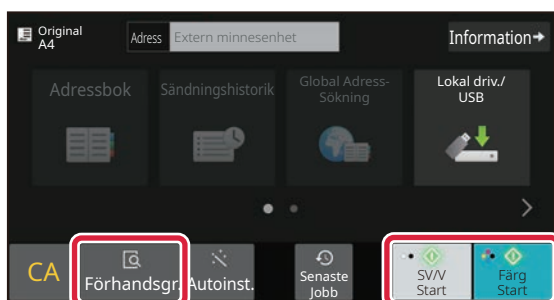 Original
A4
Adress
Extern minnesenhet
Information
Adressbok
Sändningshistorik
Global Adress-
Sökning
Lokal driv./
USB
CA
Förhandsgr.
Autoinst.
Senaste
Jobb
SV/V
Start
Färg
Start